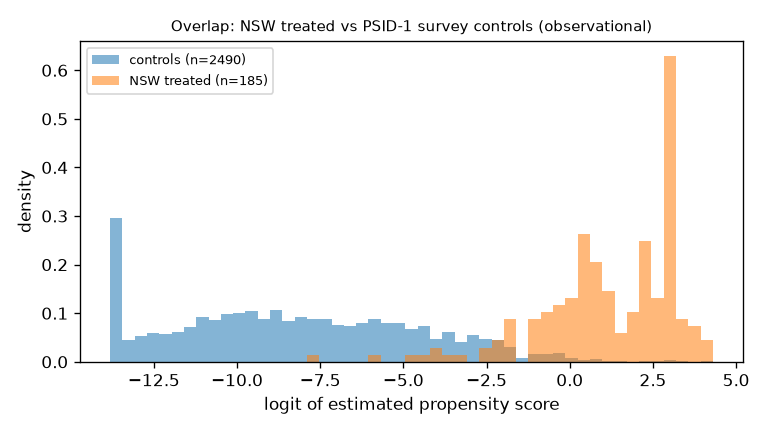 Overlap: NSW treated vs PSID-1 survey controls (observational)
controls (n=2490)
NSW treated (n=185)
density
0.6
0.5
0.4
0.3
0.2
0.1
0.0
−12.5 −10.0 −7.5 −5.0 −2.5 0.0 2.5 5.0
logit of estimated propensity score